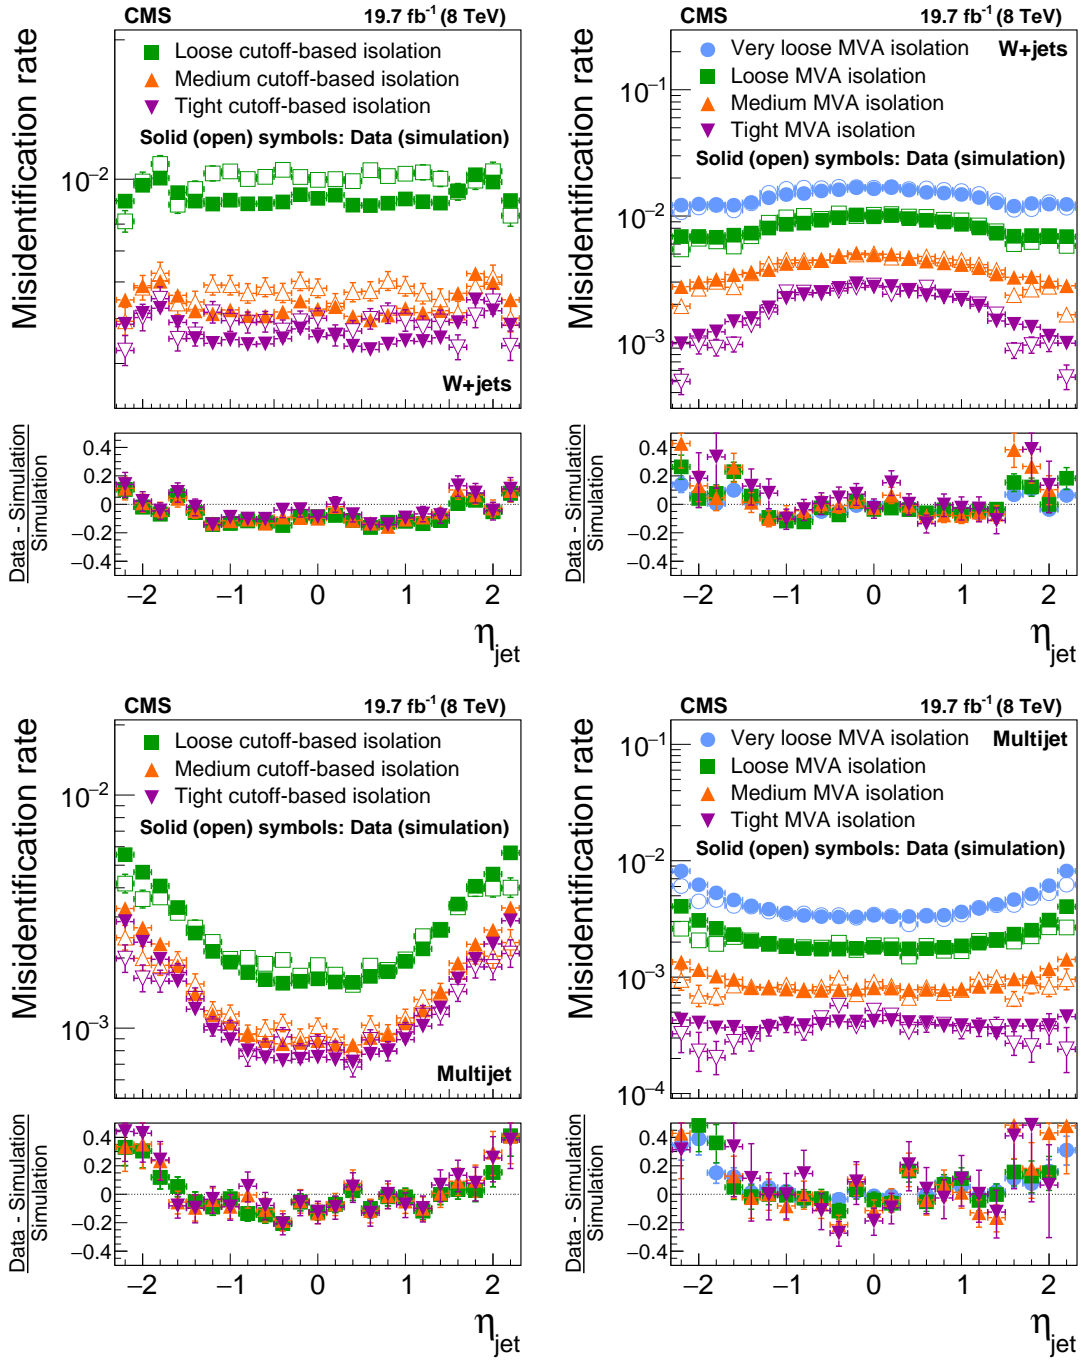 CMS 19.7 fb⁻¹ (8 TeV)
Misidentification rate
Loose cutoff-based isolation
Medium cutoff-based isolation
Tight cutoff-based isolation
Solid (open) symbols: Data (simulation)
10⁻²
W+jets
Data - Simulation
Simulation
0.4
0.2
0
−0.2
−0.4
−2 −1 0 1 2
η_jet
CMS 19.7 fb⁻¹ (8 TeV)
Misidentification rate
Very loose MVA isolation W+jets
Loose MVA isolation
Medium MVA isolation
Tight MVA isolation
Solid (open) symbols: Data (simulation)
10⁻¹
10⁻²
10⁻³
Data - Simulation
Simulation
0.4
0.2
0
−0.2
−0.4
−2 −1 0 1 2
η_jet
CMS 19.7 fb⁻¹ (8 TeV)
Misidentification rate
Loose cutoff-based isolation
Medium cutoff-based isolation
Tight cutoff-based isolation
Solid (open) symbols: Data (simulation)
10⁻²
10⁻³
Multijet
Data - Simulation
Simulation
0.4
0.2
0
−0.2
−0.4
−2 −1 0 1 2
η_jet
CMS 19.7 fb⁻¹ (8 TeV)
Misidentification rate
Very loose MVA isolation Multijet
Loose MVA isolation
Medium MVA isolation
Tight MVA isolation
Solid (open) symbols: Data (simulation)
10⁻¹
10⁻²
10⁻³
10⁻⁴
Data - Simulation
Simulation
0.4
0.2
0
−0.2
−0.4
−2 −1 0 1 2
η_jet